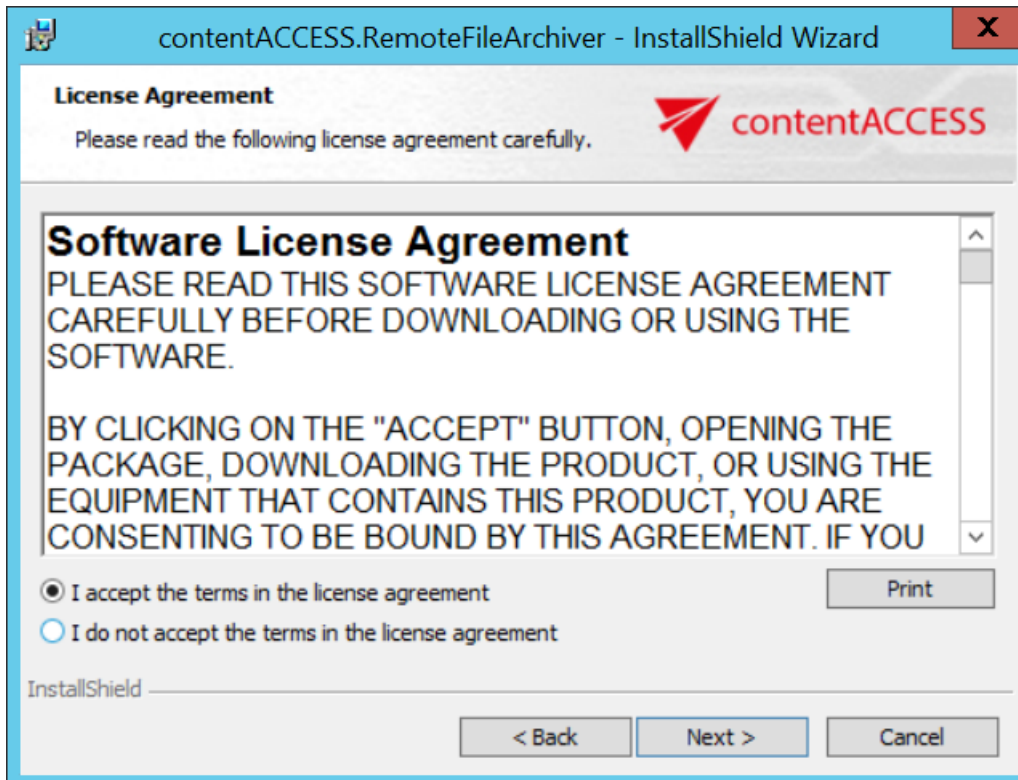 contentACCESS.RemoteFileArchiver - InstallShield Wizard
X
License Agreement
Please read the following license agreement carefully.
contentACCESS
Software License Agreement
PLEASE READ THIS SOFTWARE LICENSE AGREEMENT
CAREFULLY BEFORE DOWNLOADING OR USING THE
SOFTWARE.
BY CLICKING ON THE "ACCEPT" BUTTON, OPENING THE
PACKAGE, DOWNLOADING THE PRODUCT, OR USING THE
EQUIPMENT THAT CONTAINS THIS PRODUCT, YOU ARE
CONSENTING TO BE BOUND BY THIS AGREEMENT. IF YOU
I accept the terms in the license agreement
Print
I do not accept the terms in the license agreement
InstallShield
< Back
Next >
Cancel